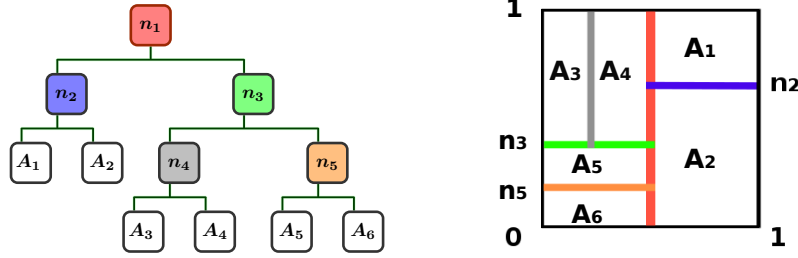 n₁
n₂ n₃
A₁ A₂ n₄ n₅
A₃ A₄ A₅ A₆
1
A₁
A₃ A₄
n₂
n₃
A₅ A₂
n₅
A₆
0 1